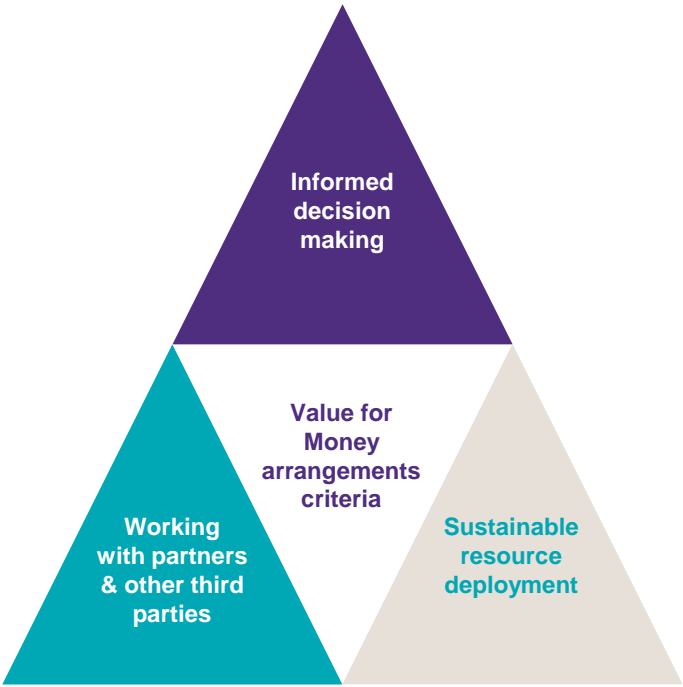 Informed
decision
making
Value for
Money
arrangements
criteria
Working
with partners
& other third
parties
Sustainable
resource
deployment